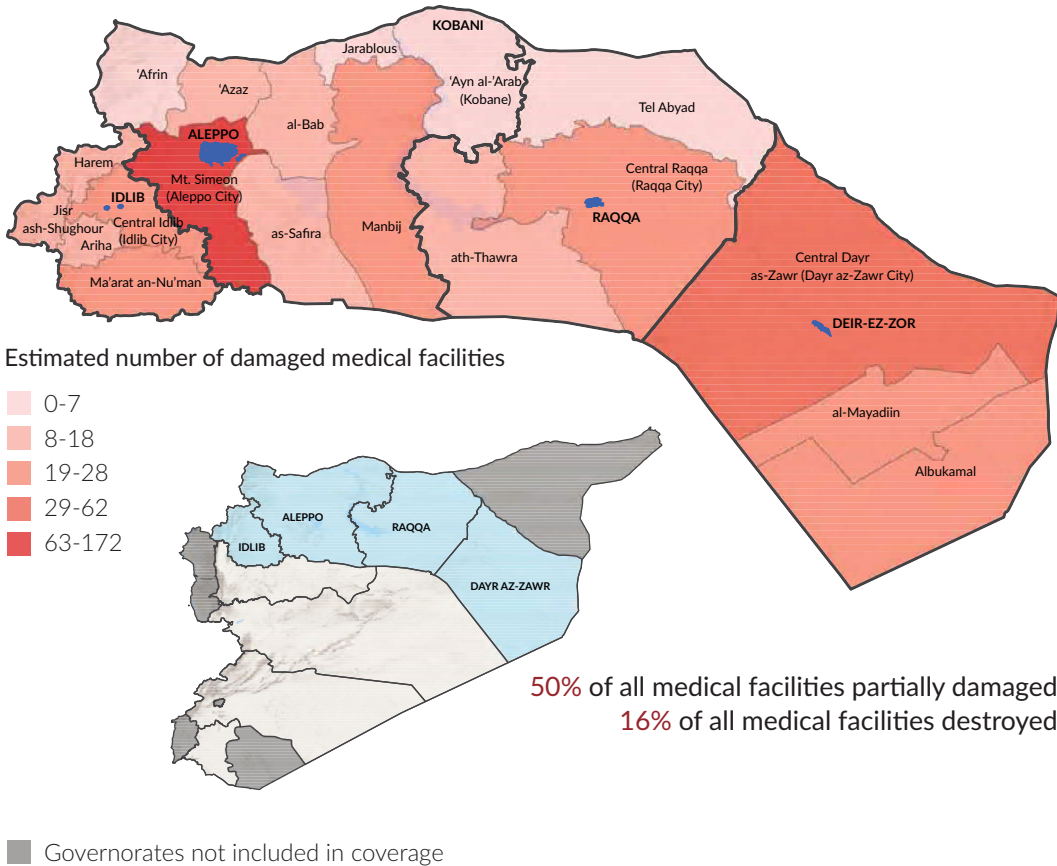 KOBANI
Jarablous
'Afrin
'Ayn al-'Arab
(Kobane)
'Azaz
Tel Abyad
al-Bab
ALEPPO
Harem
Central Raqqa
(Raqqa City)
Mt. Simeon
(Aleppo City)
IDLIB
Jisr
ash-Shughour
Central Idlib
(Idlib City)
RAQQA
Manbij
as-Safira
Ariha
ath-Thawra
Central Dayr
as-Zawr (Dayr az-Zawr City)
Ma'arat an-Nu'man
DEIR-EZ-ZOR
Estimated number of damaged medical facilities
0-7
8-18
19-28
29-62
63-172
al-Mayadiin
Albukamal
ALEPPO
RAQQA
IDLIB
DAYR AZ-ZAWR
50% of all medical facilities partially damaged
16% of all medical facilities destroyed
Governorates not included in coverage